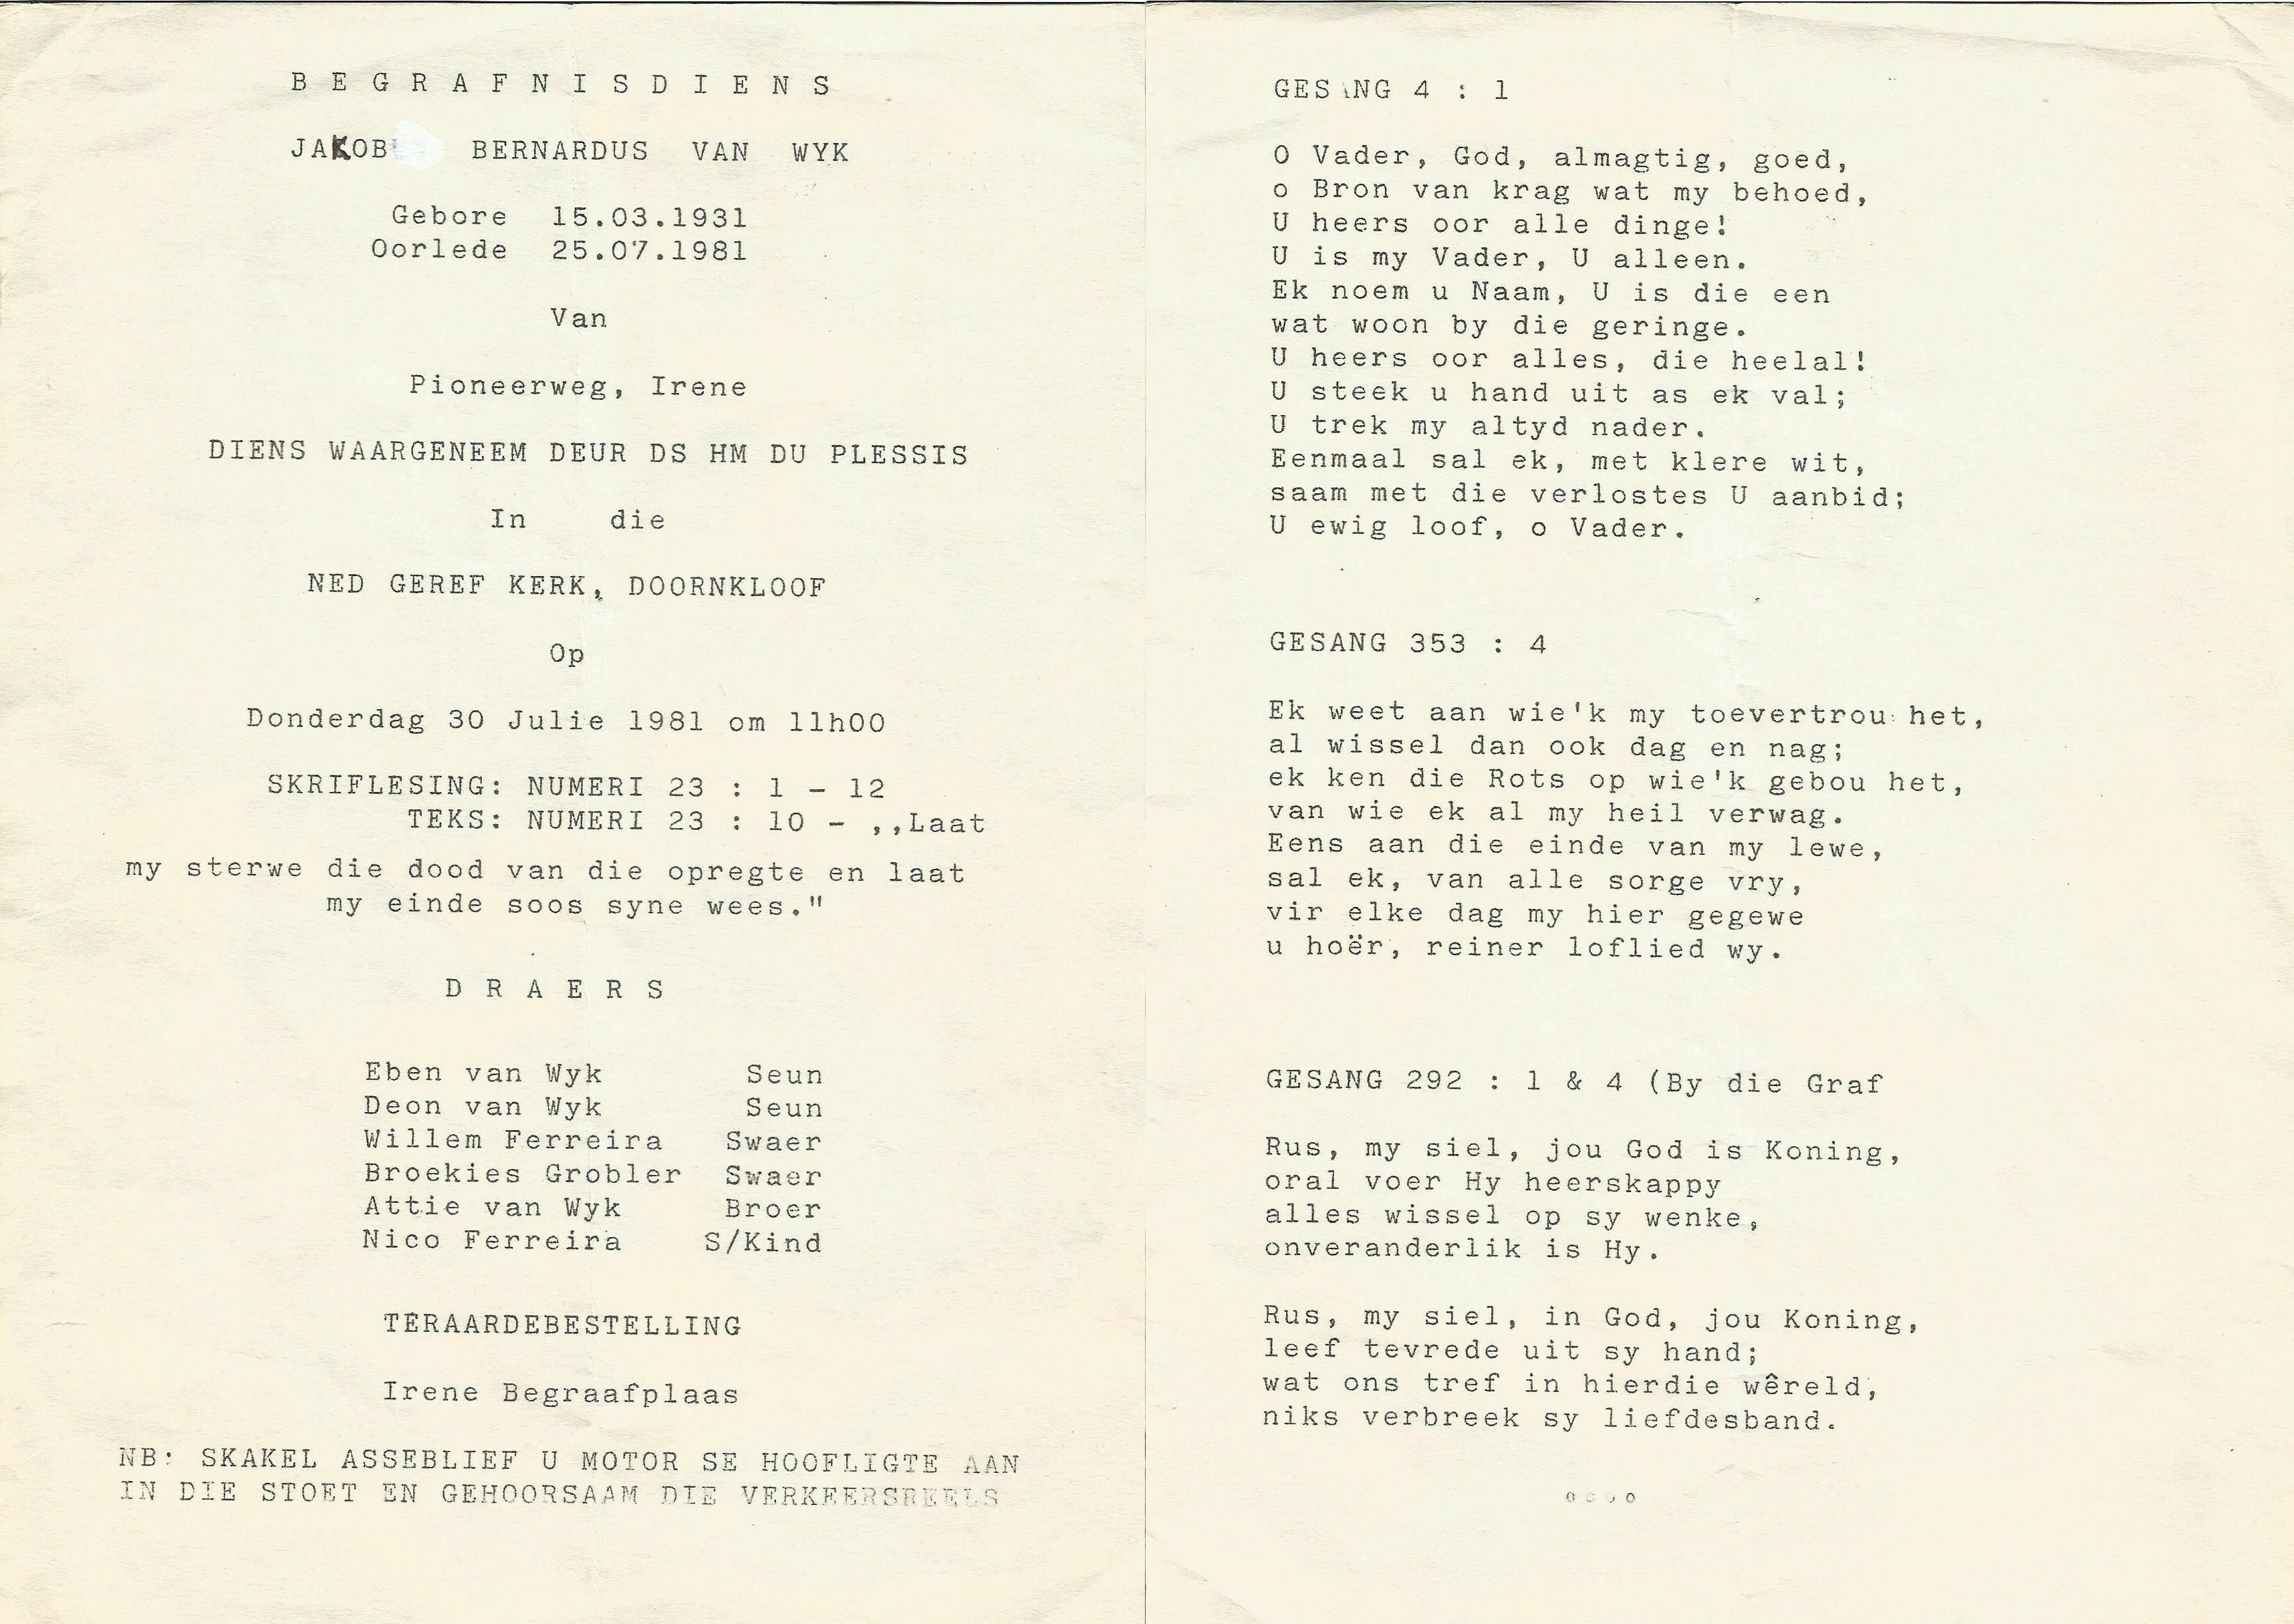 B E G R A F N I S D I E N S
JAKOB BERNARDUS VAN WYK
Gebore 15.03.1931
Oorlede 25.07.1981
Van
Pioneerweg, Irene
DIENS WAARGENEEM DEUR DS HM DU PLESSIS
In die
NED GEREF KERK, DOORNKLOOF
Op
Donderdag 30 Julie 1981 om 11h00
SKRIFLESING: NUMERI 23 : 1 - 12
TEKS: NUMERI 23 : 10 - ,,Laat
my sterwe die dood van die opregte en laat
my einde soos syne wees."
D R A E R S
Eben van Wyk Seun
Deon van Wyk Seun
Willem Ferreira Swaer
Broekies Grobler Swaer
Attie van Wyk Broer
Nico Ferreira S/Kind
TERAARDEBESTELLING
Irene Begraafplaas
NB: SKAKEL ASSEBLIEF U MOTOR SE HOOFLIGTE AAN
IN DIE STOET EN GEHOORSAAM DIE VERKEERSREELS
GESANG 4 : 1
O Vader, God, almagtig, goed,
o Bron van krag wat my behoed,
U heers oor alle dinge!
U is my Vader, U alleen.
Ek noem u Naam, U is die een
wat woon by die geringe.
U heers oor alles, die heelal!
U steek u hand uit as ek val;
U trek my altyd nader.
Eenmaal sal ek, met klere wit,
saam met die verlostes U aanbid;
U ewig loof, o Vader.
GESANG 353 : 4
Ek weet aan wie'k my toevertrou het,
al wissel dan ook dag en nag;
ek ken die Rots op wie'k gebou het,
van wie ek al my heil verwag.
Eens aan die einde van my lewe,
sal ek, van alle sorge vry,
vir elke dag my hier gegewe
u hoër, reiner loflied wy.
GESANG 292 : 1 & 4 (By die Graf
Rus, my siel, jou God is Koning,
oral voer Hy heerskappy
alles wissel op sy wenke,
onveranderlik is Hy.
Rus, my siel, in God, jou Koning,
leef tevrede uit sy hand;
wat ons tref in hierdie wêreld,
niks verbreek sy liefdesband.
o o o o